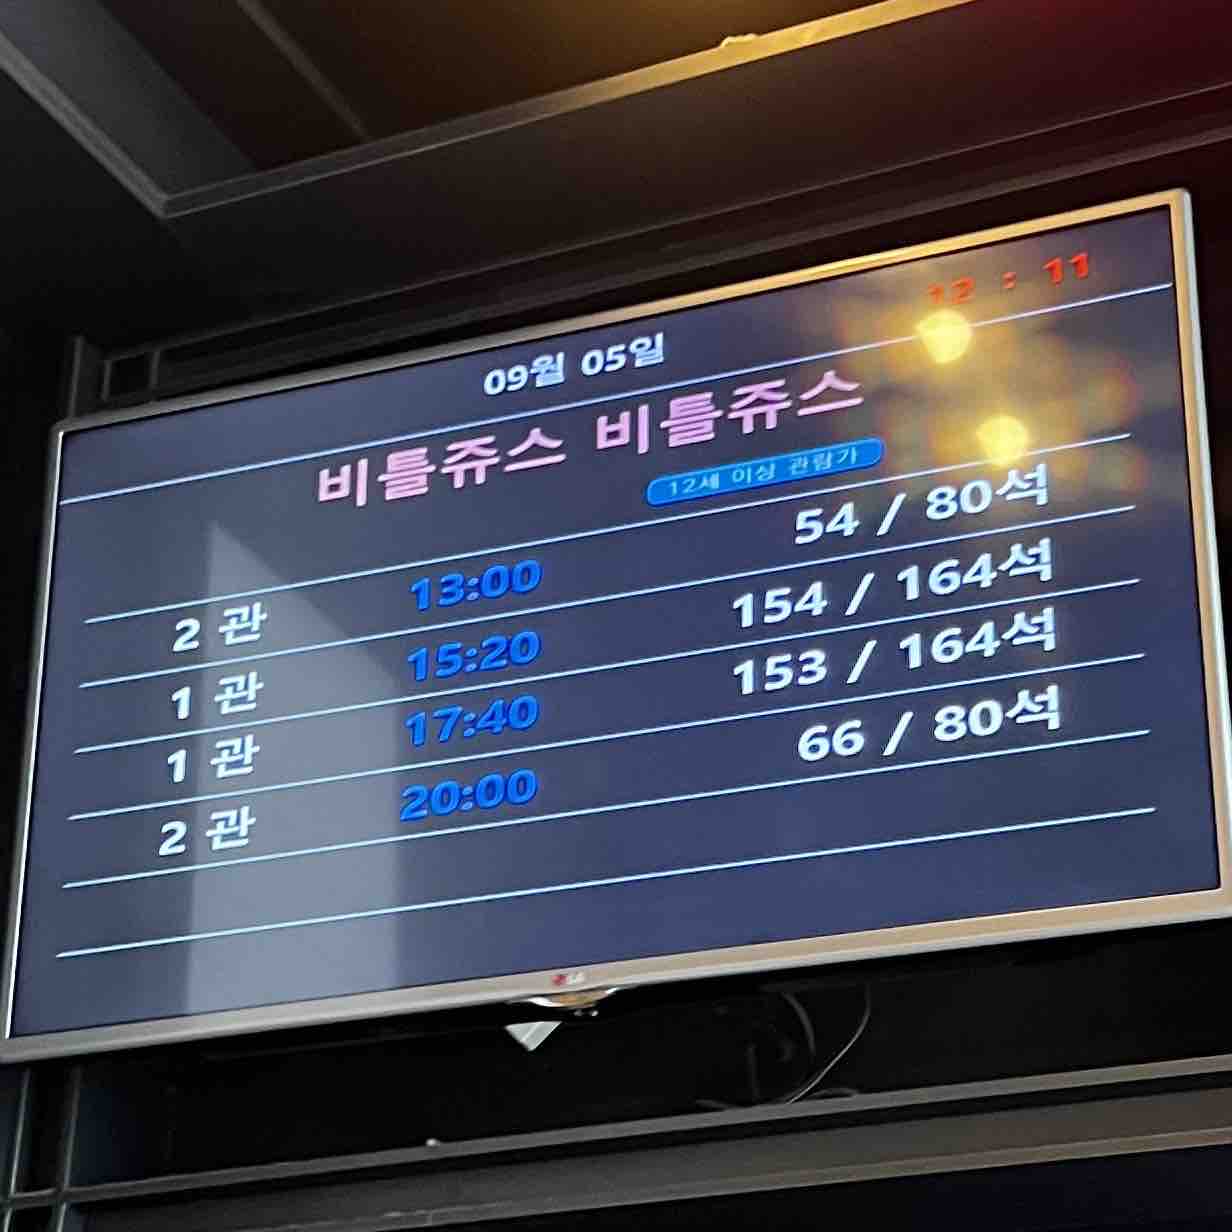 12 : 11
09월 05일
비틀쥬스 비틀쥬스
12세 이상 관람가
2 관 13:00 54 / 80석
1 관 15:20 154 / 164석
1 관 17:40 153 / 164석
2 관 20:00 66 / 80석
LG